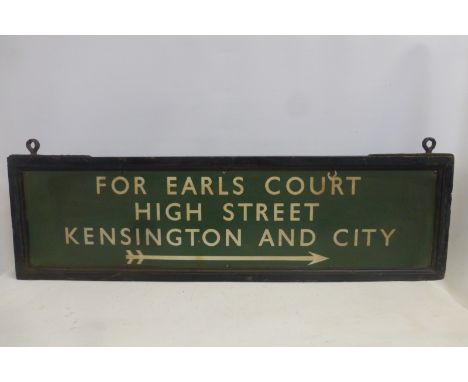 FOR EARLS COURT
HIGH STREET
KENSINGTON AND CITY